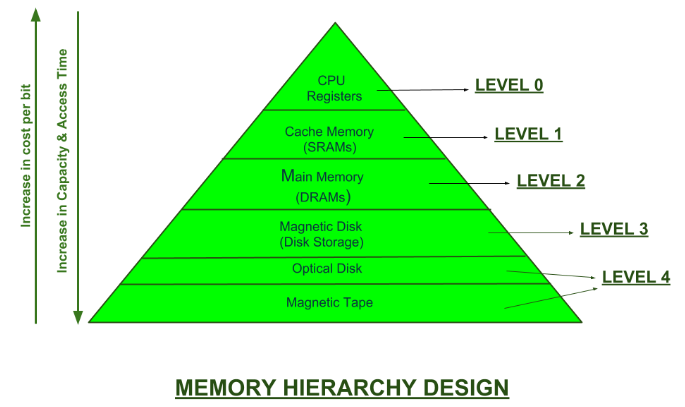 Increase in cost per bit
Increase in Capacity & Access Time
CPU
Registers
LEVEL 0
Cache Memory
(SRAMs)
LEVEL 1
Main Memory
(DRAMs)
LEVEL 2
Magnetic Disk
(Disk Storage)
LEVEL 3
Optical Disk
LEVEL 4
Magnetic Tape
MEMORY HIERARCHY DESIGN